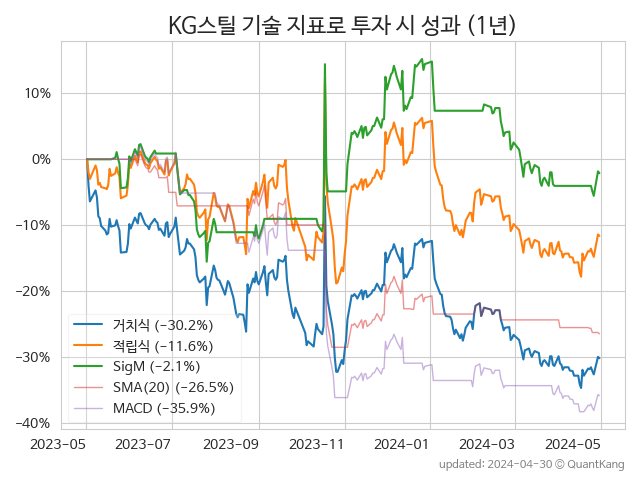 KG스틸 기술 지표로 투자 시 성과 (1년)
10%
0%
−10%
−20%
−30%
−40%
거치식 (−30.2%)
적립식 (−11.6%)
SigM (−2.1%)
SMA(20) (−26.5%)
MACD (−35.9%)
2023-05 2023-07 2023-09 2023-11 2024-01 2024-03 2024-05
updated: 2024-04-30 © QuantKang